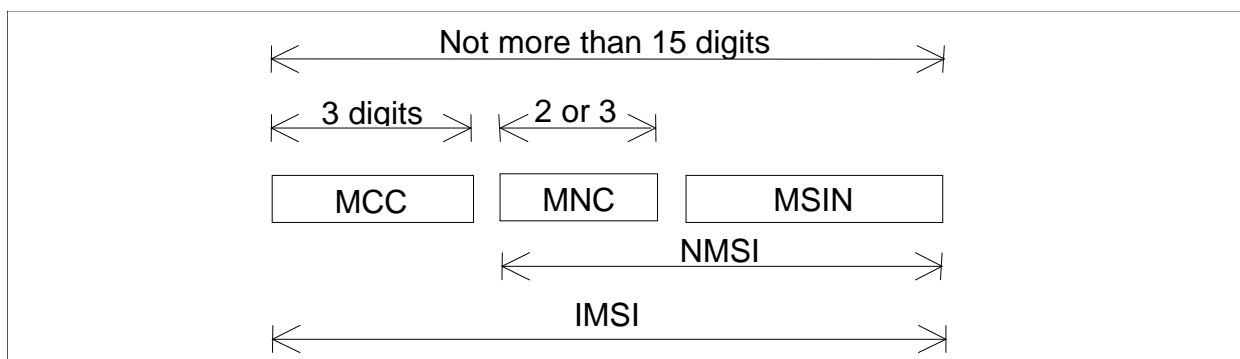 Not more than 15 digits
3 digits
2 or 3
MCC
MNC
MSIN
NMSI
IMSI